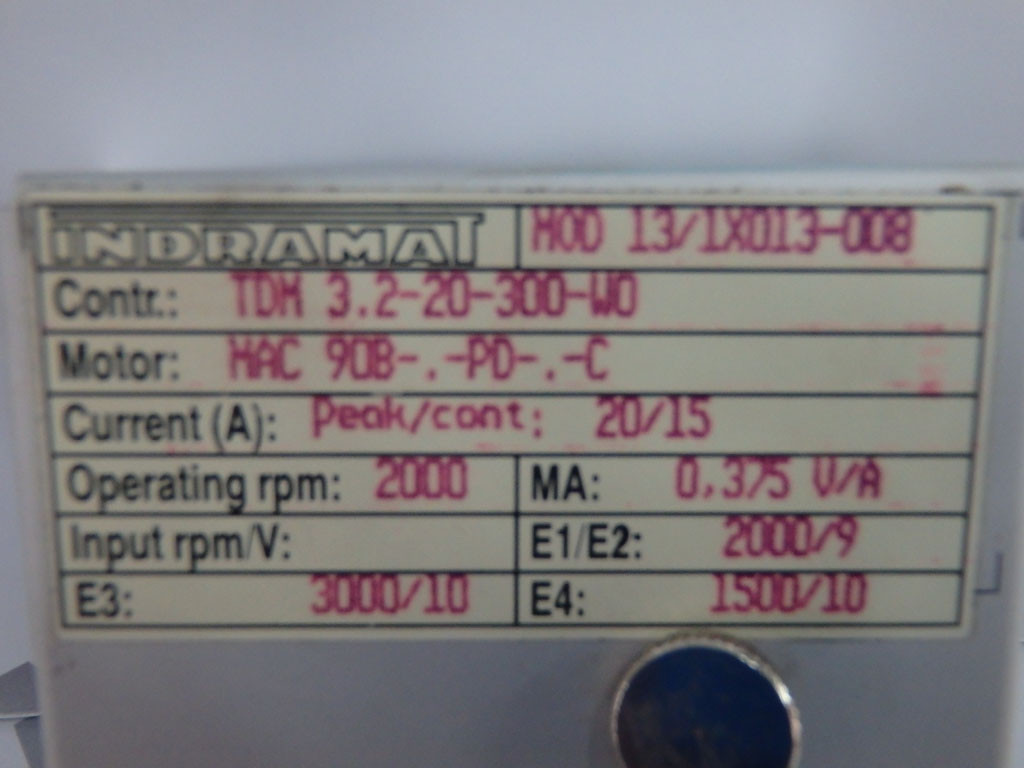 INDRAMAT MOD 13/1X013-008
Contr.: TDM 3.2-20-300-W0
Motor: MAC 90B-.-PD-.-C
Current (A): Peak/cont: 20/15
Operating rpm: 2000 MA: 0,375 V/A
Input rpm/V: E1/E2: 2000/9
E3: 3000/10 E4: 1500/10